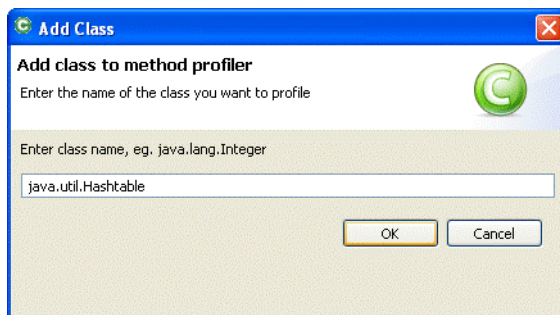 Add Class
Add class to method profiler
Enter the name of the class you want to profile
Enter class name, eg. java.lang.Integer
java.util.Hashtable
OK Cancel